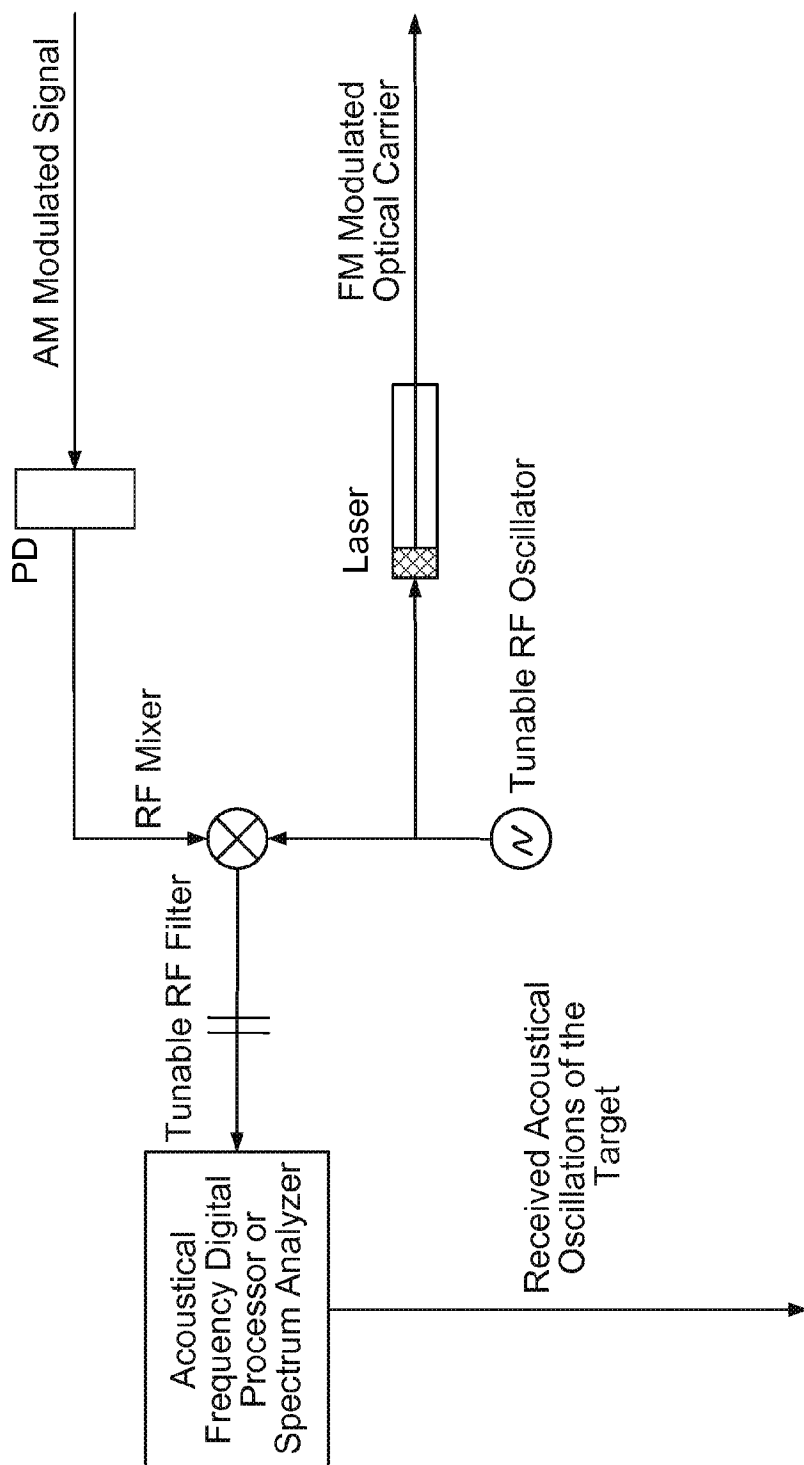 AM Modulated Signal
PD
FM Modulated
Optical Carrier
Laser
RF Mixer
Tunable RF Oscillator
Tunable RF Filter
Acoustical
Frequency Digital
Processor or
Spectrum Analyzer
Received Acoustical
Oscillations of the
Target